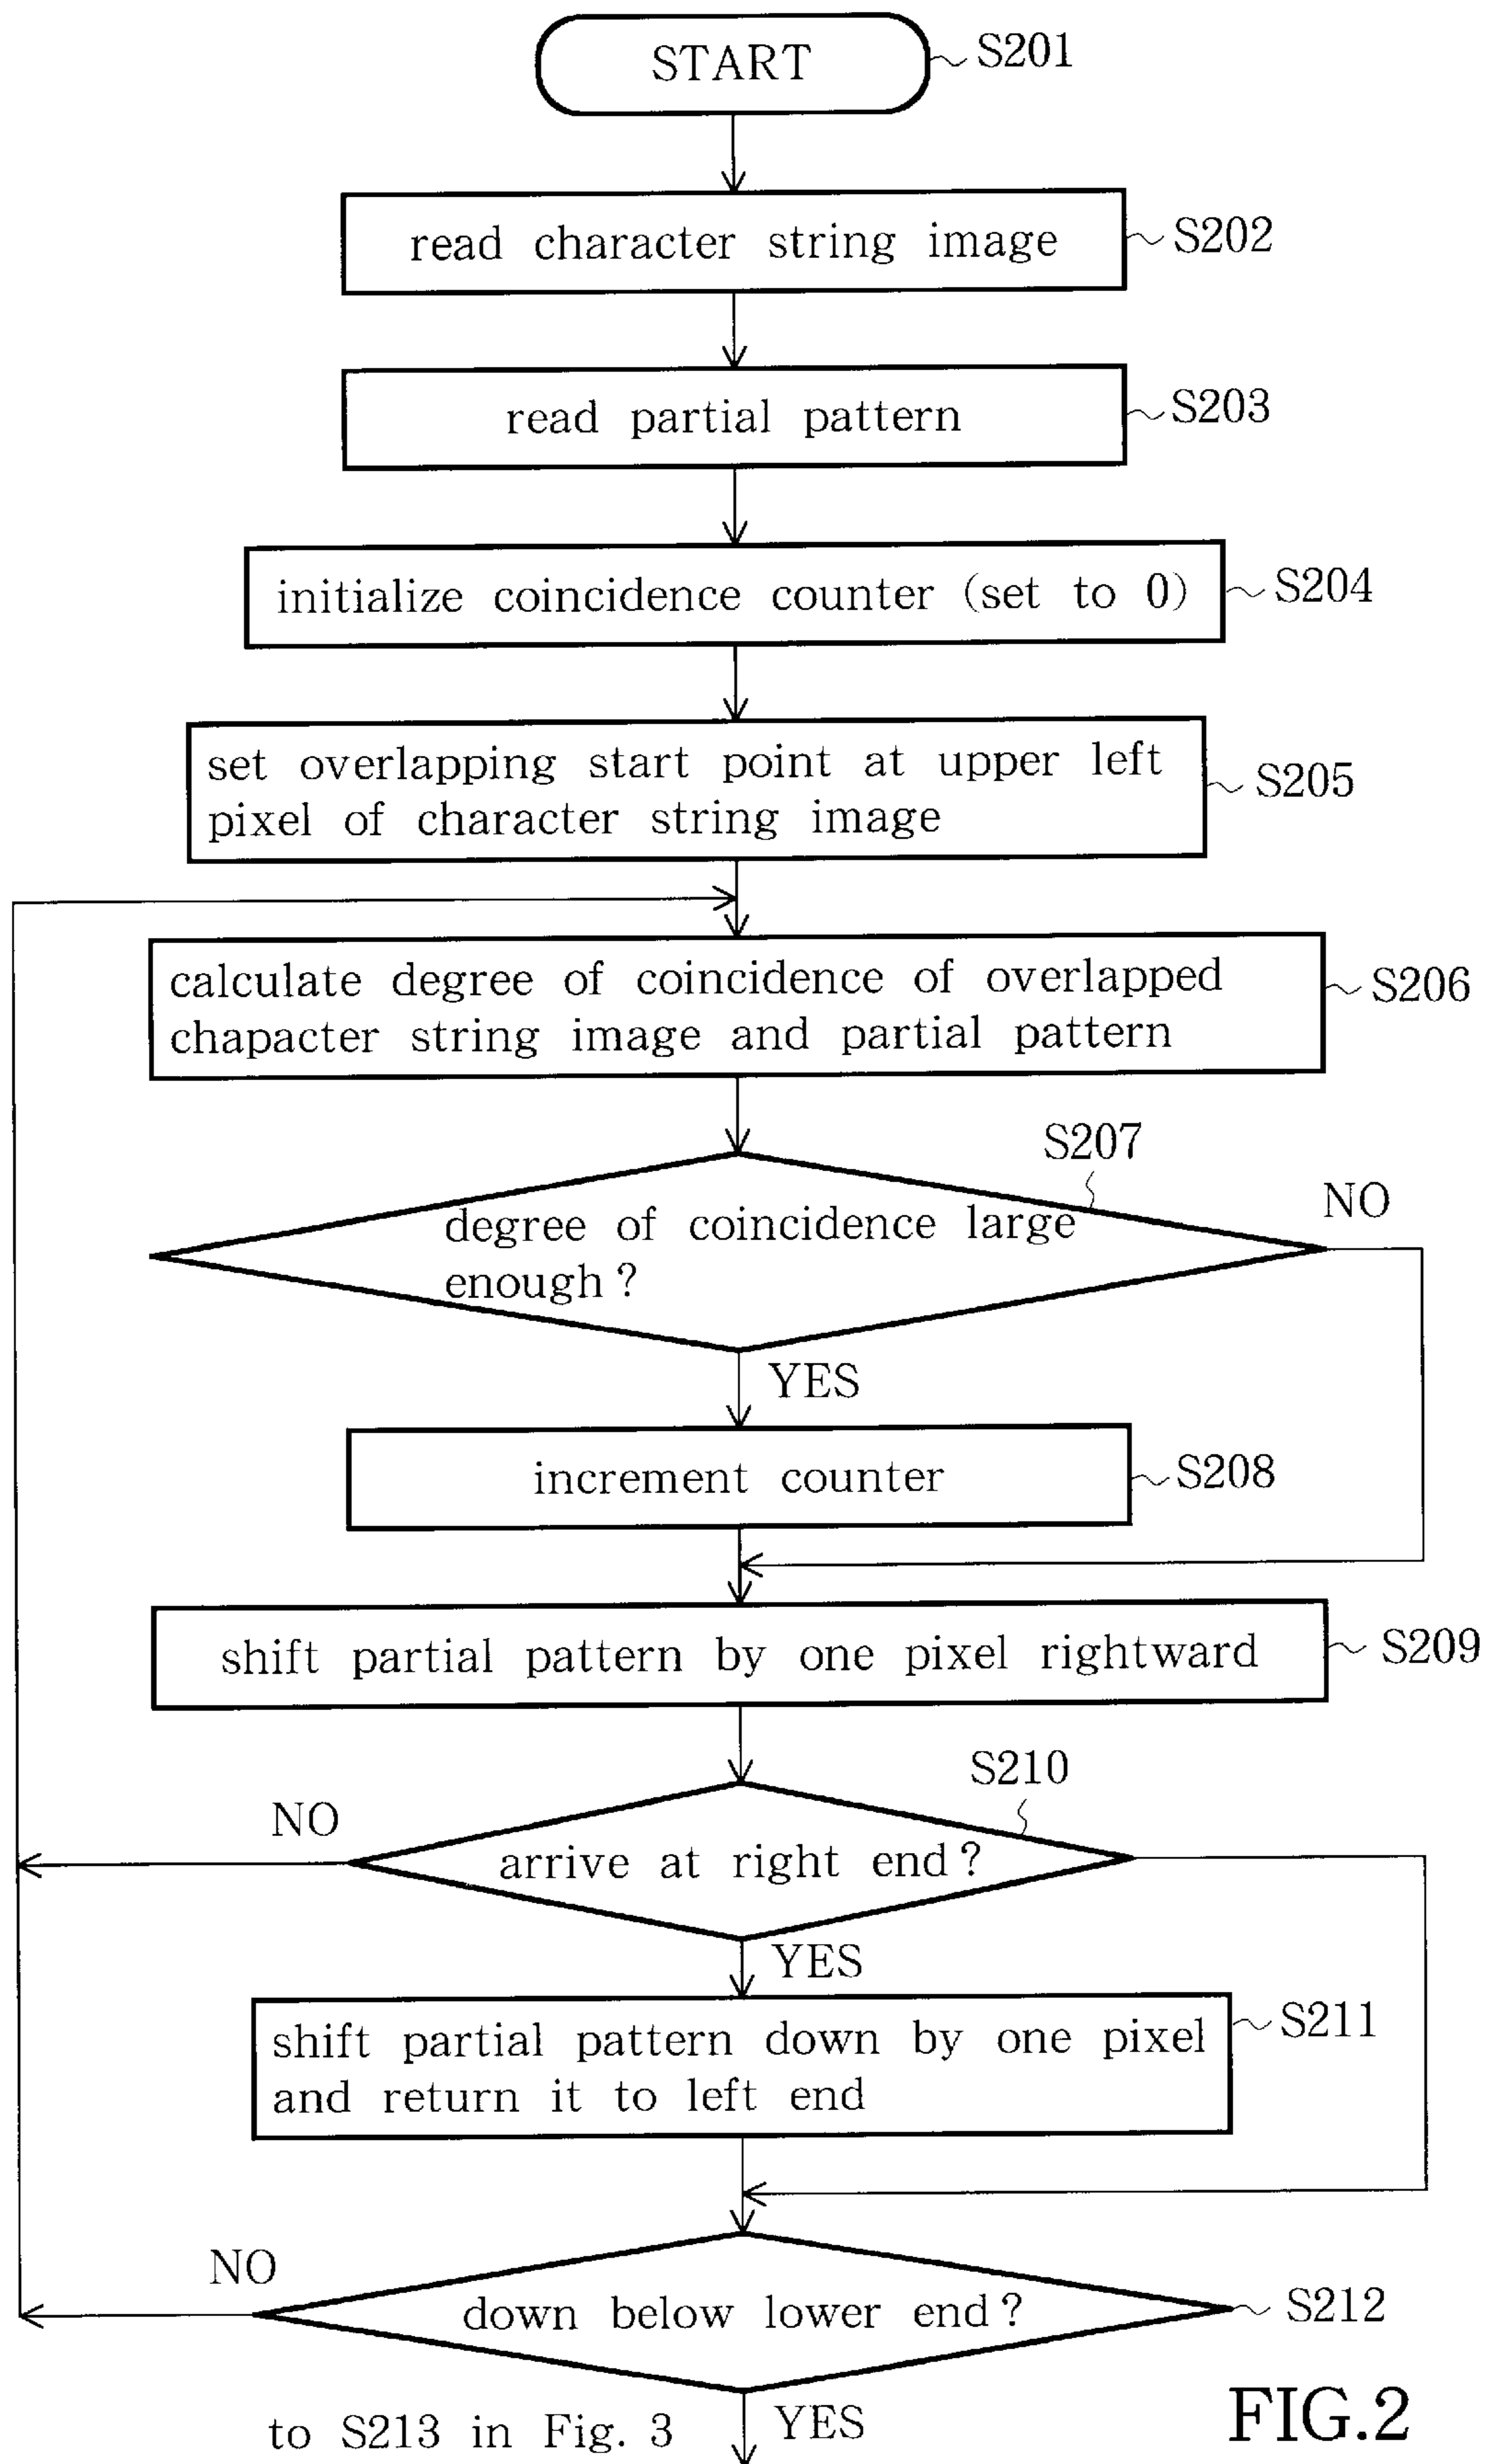 START
S201
read character string image
S202
read partial pattern
S203
initialize coincidence counter (set to 0)
S204
set overlapping start point at upper left
pixel of character string image
S205
calculate degree of coincidence of overlapped
chapacter string image and partial pattern
S206
S207
NO
degree of coincidence large
enough?
YES
increment counter
S208
shift partial pattern by one pixel rightward
S209
S210
NO
arrive at right end?
YES
shift partial pattern down by one pixel
and return it to left end
S211
NO
down below lower end?
S212
to S213 in Fig. 3
YES
FIG.2